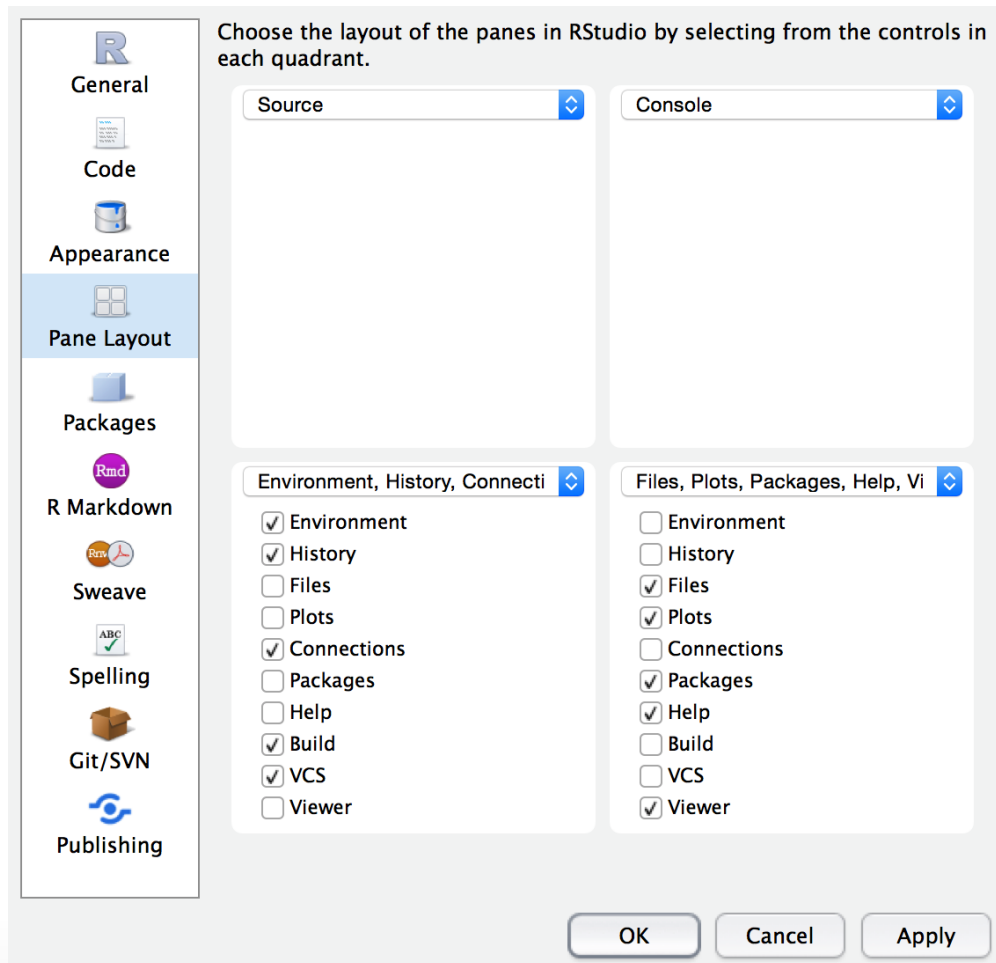 Choose the layout of the panes in RStudio by selecting from the controls in
each quadrant.
R
General
Code
Appearance
Pane Layout
Packages
Rmd
R Markdown
Rnw
Sweave
ABC
Spelling
Git/SVN
Publishing
Source
Console
Environment, History, Connecti
Environment
History
Files
Plots
Connections
Packages
Help
Build
VCS
Viewer
Files, Plots, Packages, Help, Vi
Environment
History
Files
Plots
Connections
Packages
Help
Build
VCS
Viewer
OK
Cancel
Apply